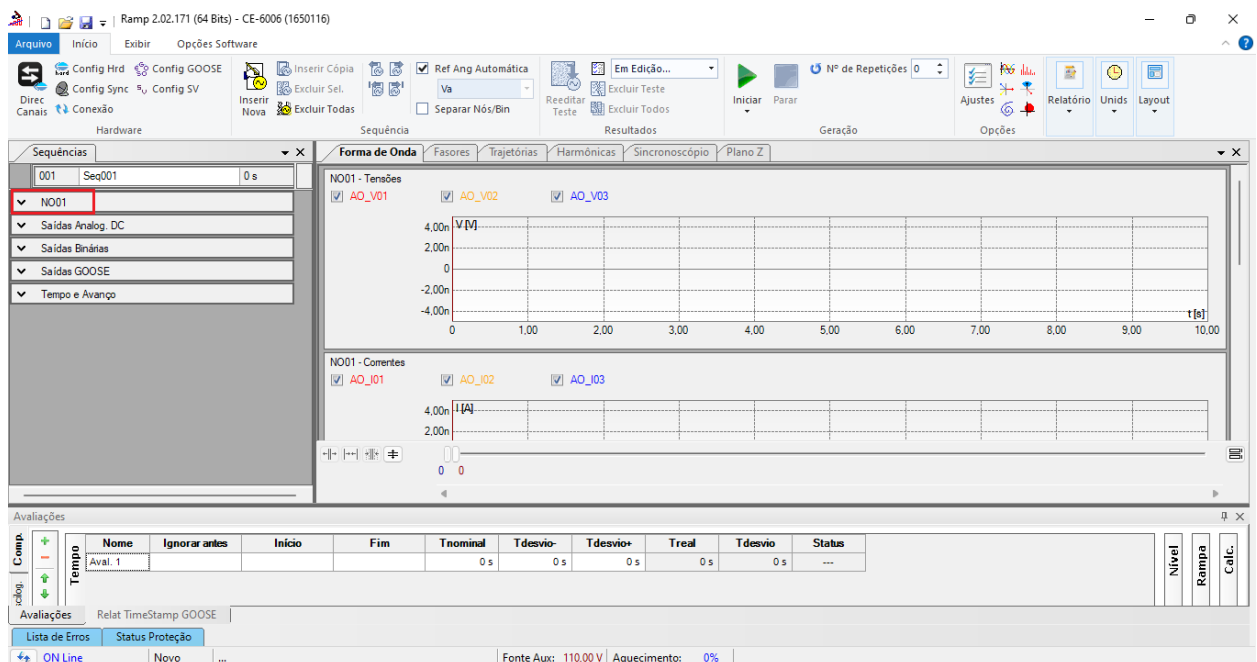 Ramp 2.02.171 (64 Bits) - CE-6006 (1650116)
Arquivo Início Exibir Opções Software
Direc Canais
Config Hrd Config GOOSE
Config Sync Config SV
Conexão
Hardware
Inserir Nova
Inserir Cópia
Excluir Sel.
Excluir Todas
Ref Ang Automática
Va
Separar Nós/Bin
Sequência
Reeditar Teste
Em Edição...
Excluir Teste
Excluir Todos
Resultados
Iniciar Parar
Nº de Repetições 0
Geração
Ajustes
Opções
Relatório Unids Layout
Sequências
001 Seq001 0 s
NO01
Saídas Analog. DC
Saídas Binárias
Saídas GOOSE
Tempo e Avanço
Forma de Onda Fasores Trajetórias Harmônicas Sincronoscópio Plano Z
NO01 - Tensões
AO_V01 AO_V02 AO_V03
V [V]
4,00n
2,00n
0
-2,00n
-4,00n
t [s]
0 1,00 2,00 3,00 4,00 5,00 6,00 7,00 8,00 9,00 10,00
NO01 - Correntes
AO_I01 AO_I02 AO_I03
I [A]
4,00n
2,00n
0 0
Avaliações
Comp.
Tempo
Nome Ignorar antes Início Fim Tnominal Tdesvio- Tdesvio+ Treal Tdesvio Status
Aval. 1 0 s 0 s 0 s 0 s 0 s ---
Nível
Rampa
Calc.
Avaliações Relat TimeStamp GOOSE
Lista de Erros Status Proteção
ON Line Novo ... Fonte Aux: 110,00 V Aquecimento: 0%